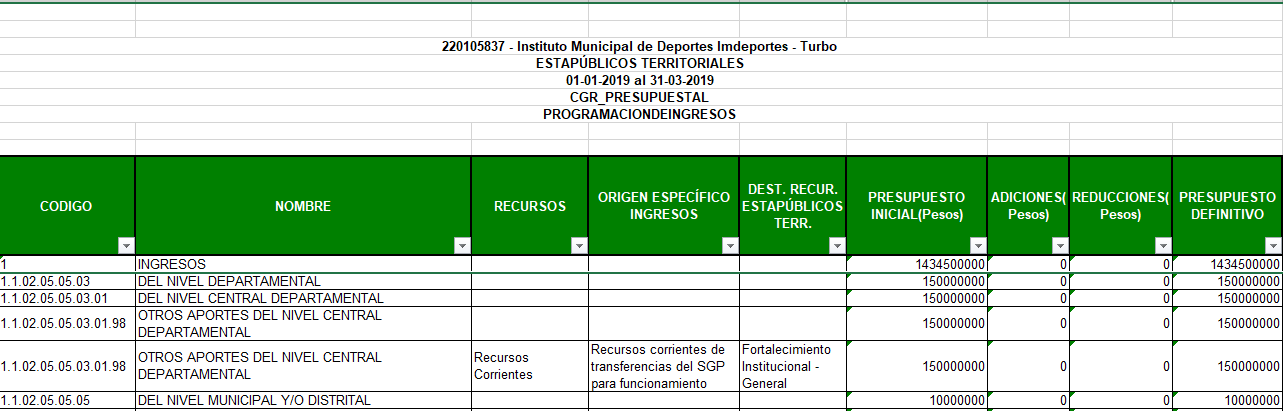 220105837 - Instituto Municipal de Deportes Imdeportes - Turbo
ESTAPÚBLICOS TERRITORIALES
01-01-2019 al 31-03-2019
CGR_PRESUPUESTAL
PROGRAMACIONDEINGRESOS
CODIGO NOMBRE RECURSOS ORIGEN ESPECÍFICO INGRESOS DEST. RECUR. ESTAPÚBLICOS TERR. PRESUPUESTO INICIAL(Pesos) ADICIONES(Pesos) REDUCCIONES(Pesos) PRESUPUESTO DEFINITIVO
1 INGRESOS 1434500000 0 0 1434500000
1.1.02.05.05.03 DEL NIVEL DEPARTAMENTAL 150000000 0 0 150000000
1.1.02.05.05.03.01 DEL NIVEL CENTRAL DEPARTAMENTAL 150000000 0 0 150000000
1.1.02.05.05.03.01.98 OTROS APORTES DEL NIVEL CENTRAL DEPARTAMENTAL 150000000 0 0 150000000
1.1.02.05.05.03.01.98 OTROS APORTES DEL NIVEL CENTRAL DEPARTAMENTAL Recursos Corrientes Recursos corrientes de transferencias del SGP para funcionamiento Fortalecimiento Institucional - General 150000000 0 0 150000000
1.1.02.05.05.05 DEL NIVEL MUNICIPAL Y/O DISTRITAL 10000000 0 0 10000000